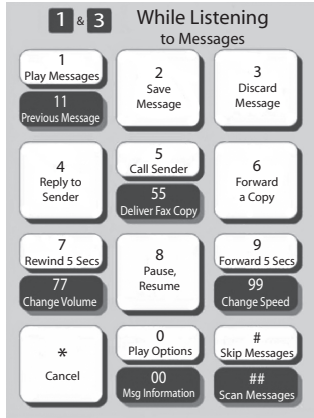 1 & 3 While Listening
to Messages
1
Play Messages
11
Previous Message
2
Save
Message
3
Discard
Message
4
Reply to
Sender
5
Call Sender
55
Deliver Fax Copy
6
Forward
a Copy
7
Rewind 5 Secs
77
Change Volume
8
Pause,
Resume
9
Forward 5 Secs
99
Change Speed
*
Cancel
0
Play Options
00
Msg Information
#
Skip Messages
##
Scan Messages